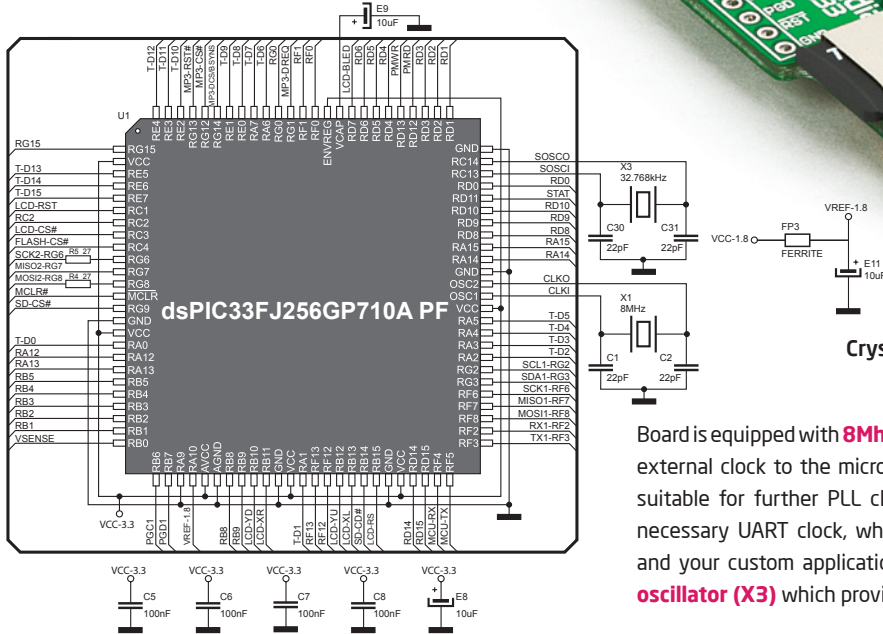 E9
+
10uF
T-D12
T-D11
T-D10
MP3-RST#
MP3-CS#
MP3-DCS/BSYNS
T-D9
T-D8
T-D7
T-D6
RG0
MP3-DREQ
RF1
RF0
LCD-BLED
RD6
RD5
RD4
PMWR
PMRD
RD3
RD2
RD1
U1
RE4
RE3
RE2
RG13
RG12
RG14
RE1
RE0
RA7
RA6
RG0
RG1
RF1
RF0
ENVREG
VCAP
RD7
RD6
RD5
RD4
RD13
RD12
RD3
RD2
RD1
RG15
T-D13
T-D14
T-D15
LCD-RST
RC2
LCD-CS#
FLASH-CS#
SCK2-RG6 R5 27
MISO2-RG7
MOSI2-RG8 R4 27
MCLR#
SD-CS#
T-D0
RA12
RA13
RB5
RB4
RB3
RB2
RB1
VSENSE
RG15
VCC
RE5
RE6
RE7
RC1
RC2
RC3
RC4
RG6
RG7
RG8
MCLR
RG9
GND
VCC
RA0
RA12
RA13
RB5
RB4
RB3
RB2
RB1
RB0
dsPIC33FJ256GP710A PF
GND
RC14
RC13
RD0
RD11
RD10
RD9
RD8
RA15
RA14
GND
OSC2
OSC1
VCC
RA5
RA4
RA3
RA2
RG2
RG3
RF6
RF7
RF8
RF2
RF3
SOSCO
SOSCI
RD0
STAT
RD10
RD9
RD8
RA15
RA14
CLKO
CLKI
T-D5
T-D4
T-D3
T-D2
SCL1-RG2
SDA1-RG3
SCK1-RF6
MISO1-RF7
MOSI1-RF8
RX1-RF2
TX1-RF3
RB6
RB7
RA9
RA10
AVCC
AGND
RB8
RB9
RB10
RB11
GND
VCC
RA1
RF13
RF12
RB12
RB13
RB14
RB15
GND
VCC
RD14
RD15
RF4
RF5
VCC-3.3
PGC1
PGD1
VREF-1.8
RB8
RB9
LCD-YD
LCD-XR
T-D1
RF13
RF12
LCD-YU
LCD-XL
SD-CD#
LCD-RS
RD14
RD15
MCU-RX
MCU-TX
X3
32.768kHz
C30
22pF
C31
22pF
X1
8MHz
C1
22pF
C2
22pF
VCC-3.3
C5
100nF
VCC-3.3
C6
100nF
VCC-3.3
C7
100nF
VCC-3.3
C8
100nF
VCC-3.3
+
E8
10uF
PGD
RST
GND
VREF-1.8
VCC-1.8
FP3
FERRITE
+
E11
10u
Crys
Board is equipped with 8Mh
external clock to the micro
suitable for further PLL cl
necessary UART clock, wh
and your custom applicatio
oscillator (X3) which provi